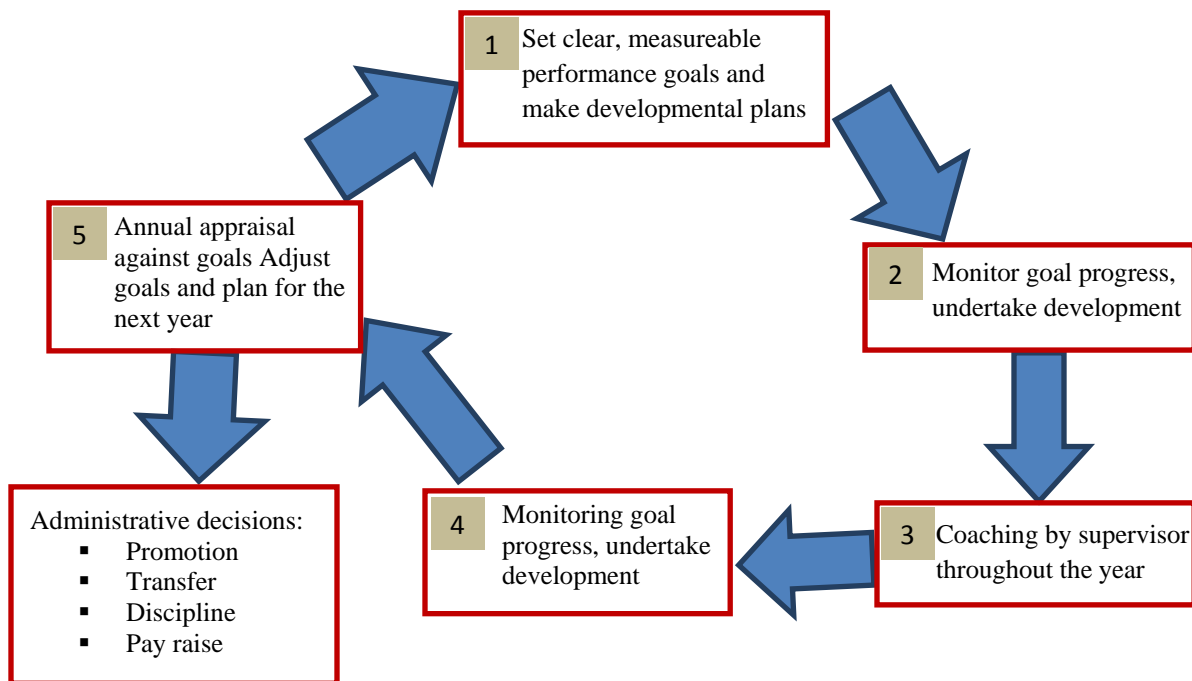 1
Set clear, measureable
performance goals and
make developmental plans
2
Monitor goal progress,
undertake development
3
Coaching by supervisor
throughout the year
4
Monitoring goal
progress, undertake
development
5
Annual appraisal
against goals Adjust
goals and plan for the
next year
Administrative decisions:
▪ Promotion
▪ Transfer
▪ Discipline
▪ Pay raise